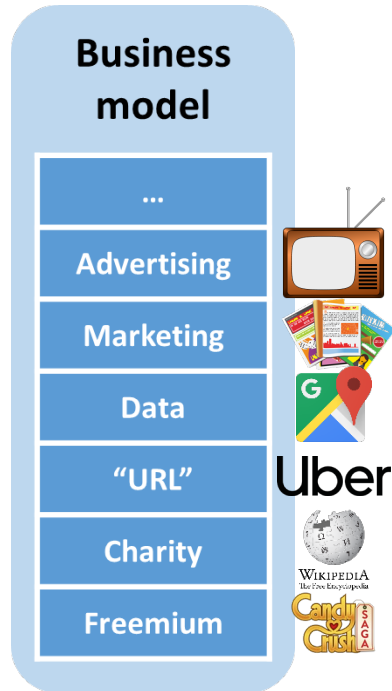 Business
model
...
Advertising
Marketing
Data
“URL”
Uber
Charity
WIKIPEDIA
The Free Encyclopedia
Freemium
Candy
Crush
SAGA
G